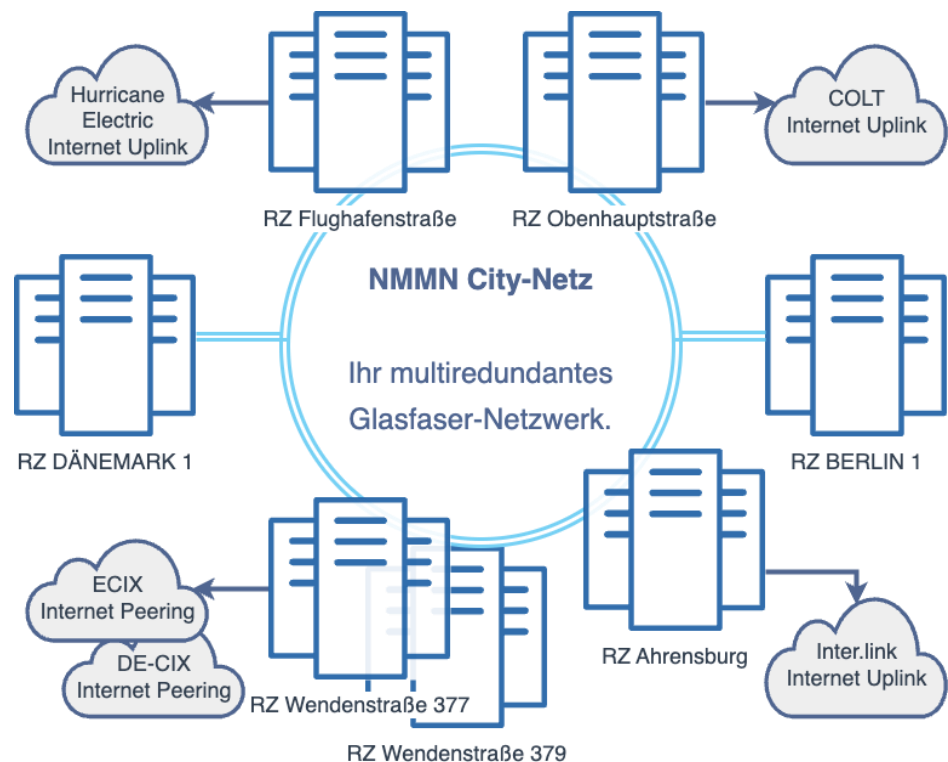 Hurricane
Electric
Internet Uplink
COLT
Internet Uplink
RZ Flughafenstraße
RZ Obenhauptstraße
NMMN City-Netz
Ihr multiredundantes
Glasfaser-Netzwerk.
RZ DÄNEMARK 1
RZ BERLIN 1
ECIX
Internet Peering
DE-CIX
Internet Peering
RZ Ahrensburg
Inter.link
Internet Uplink
RZ Wendenstraße 377
RZ Wendenstraße 379